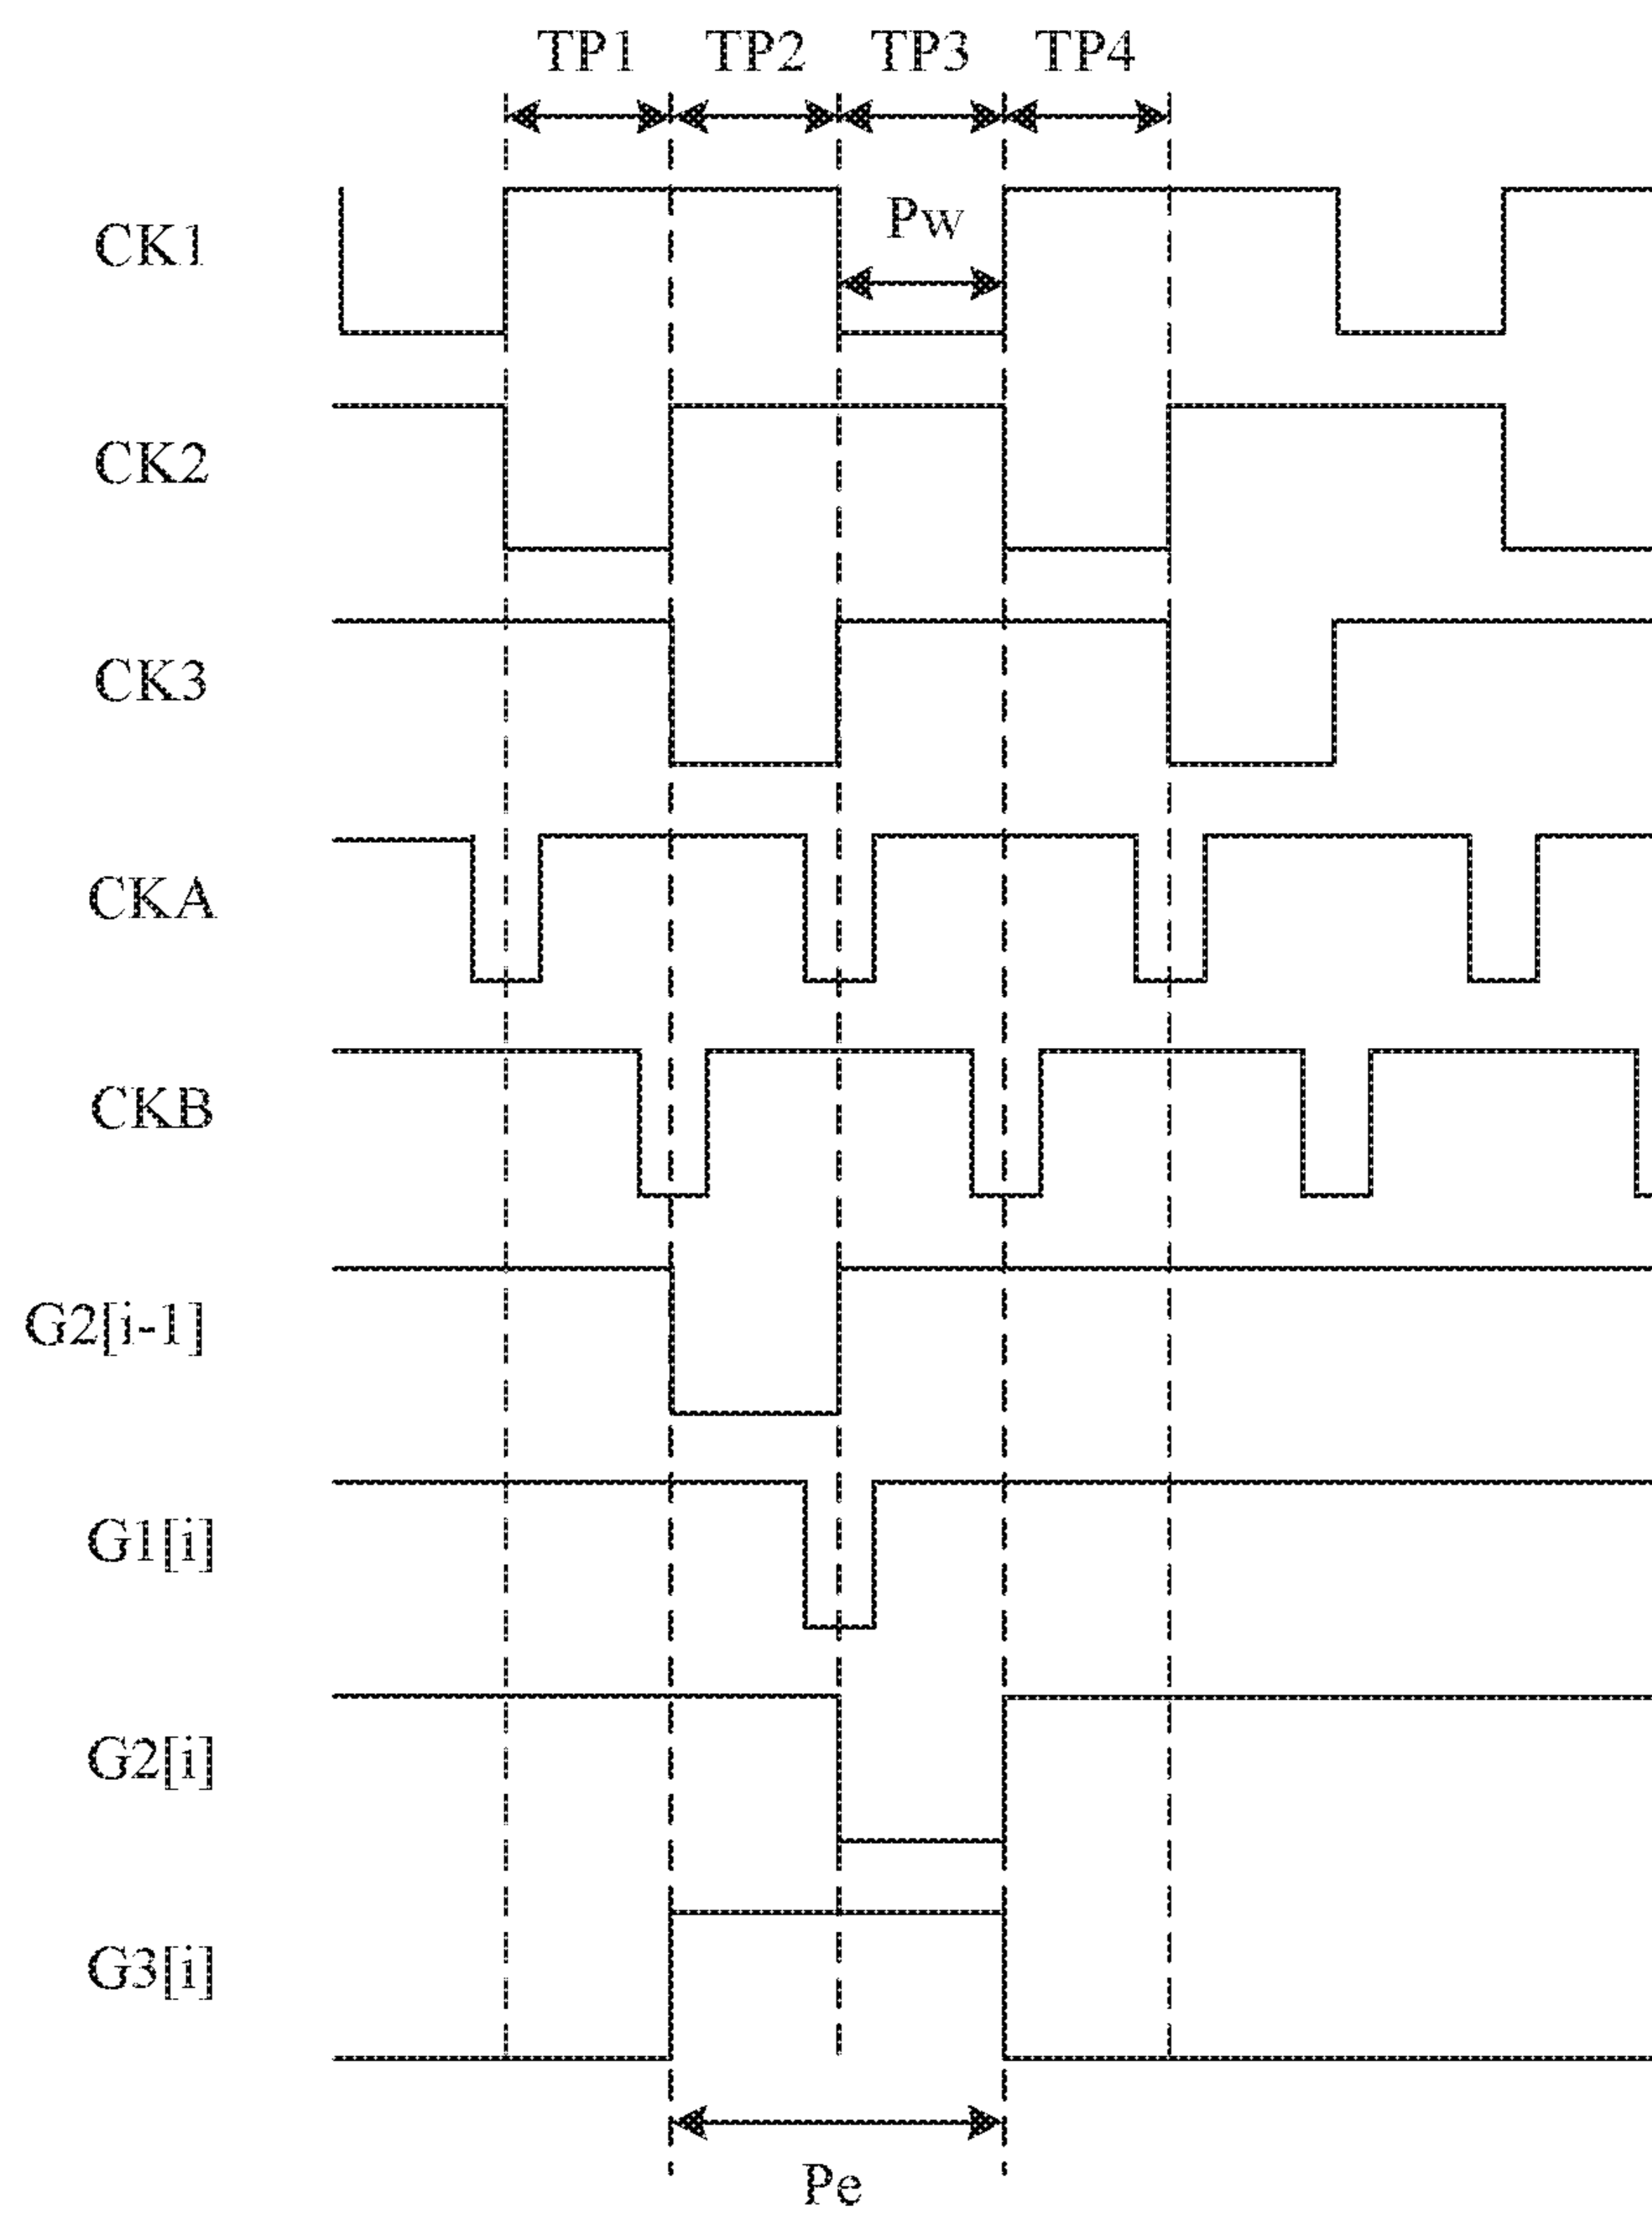 TP1 TP2 TP3 TP4
CK1
Pw
CK2
CK3
CKA
CKB
G2[i-1]
G1[i]
G2[i]
G3[i]
Pe